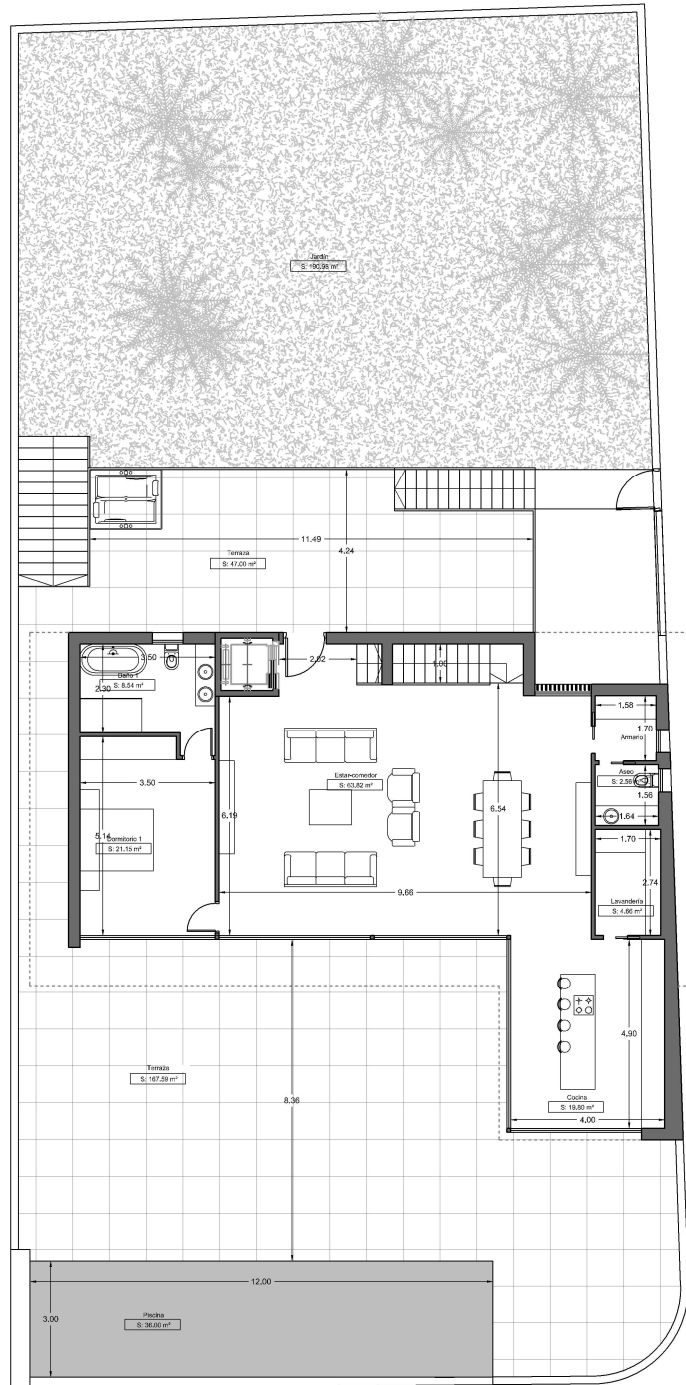 Jardín
S: 190.98 m²
11.49
4.24
Terraza
S: 47.00 m²
3.50
2.02
1.00
Baño 1
2.30
S: 8.54 m²
1.58
1.70
Armario
3.50
Estar-comedor
S: 63.82 m²
Aseo
S: 2.56 m²
1.56
6.19
6.54
1.64
5.14
Dormitorio 1
S: 21.15 m²
1.70
2.74
9.66
Lavandería
S: 4.66 m²
4.90
Terraza
S: 167.59 m²
8.36
Cocina
S: 19.80 m²
4.00
12.00
3.00
Piscina
S: 36.00 m²